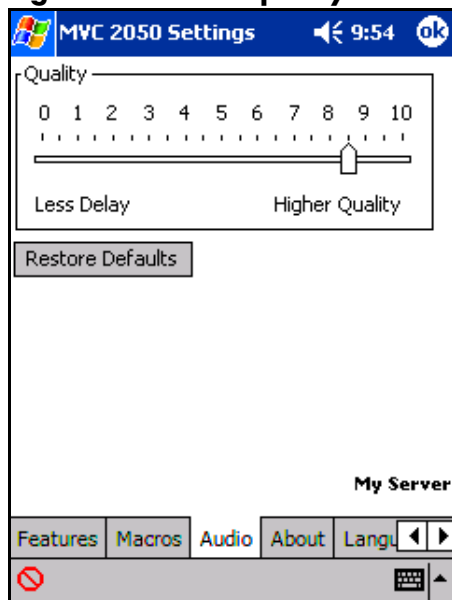 MVC 2050 Settings 9:54 ok
Quality
0 1 2 3 4 5 6 7 8 9 10
Less Delay Higher Quality
Restore Defaults
My Server
Features Macros Audio About Langu